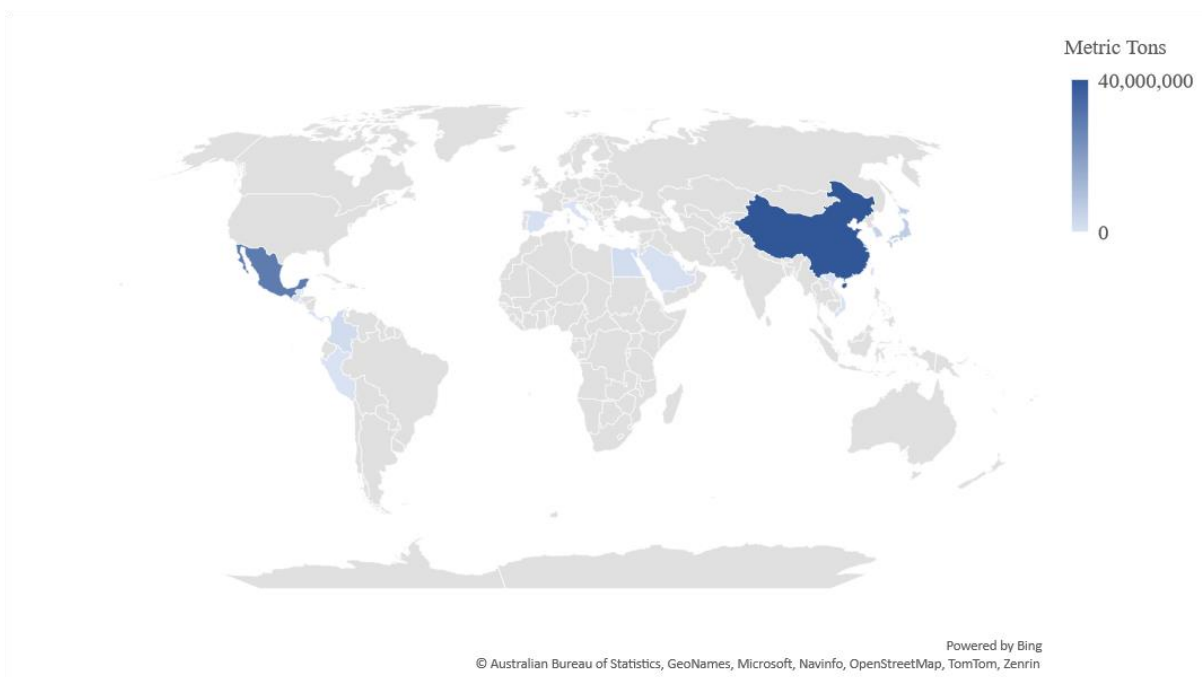 Metric Tons
40,000,000
0
Powered by Bing
© Australian Bureau of Statistics, GeoNames, Microsoft, Navinfo, OpenStreetMap, TomTom, Zenrin